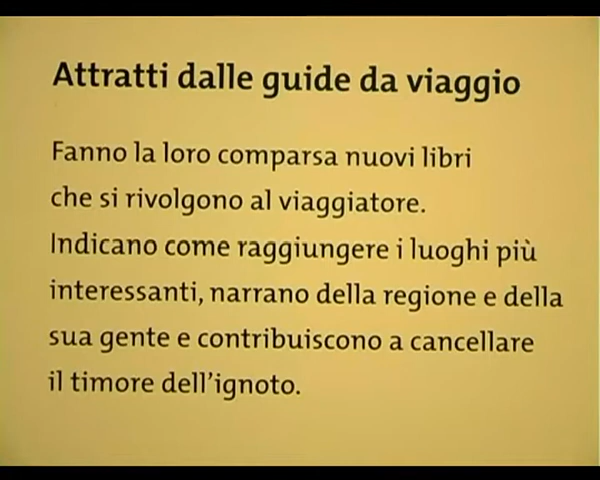 Attratti dalle guide da viaggio
Fanno la loro comparsa nuovi libri
che si rivolgono al viaggiatore.
Indicano come raggiungere i luoghi più
interessanti, narrano della regione e della
sua gente e contribuiscono a cancellare
il timore dell'ignoto.